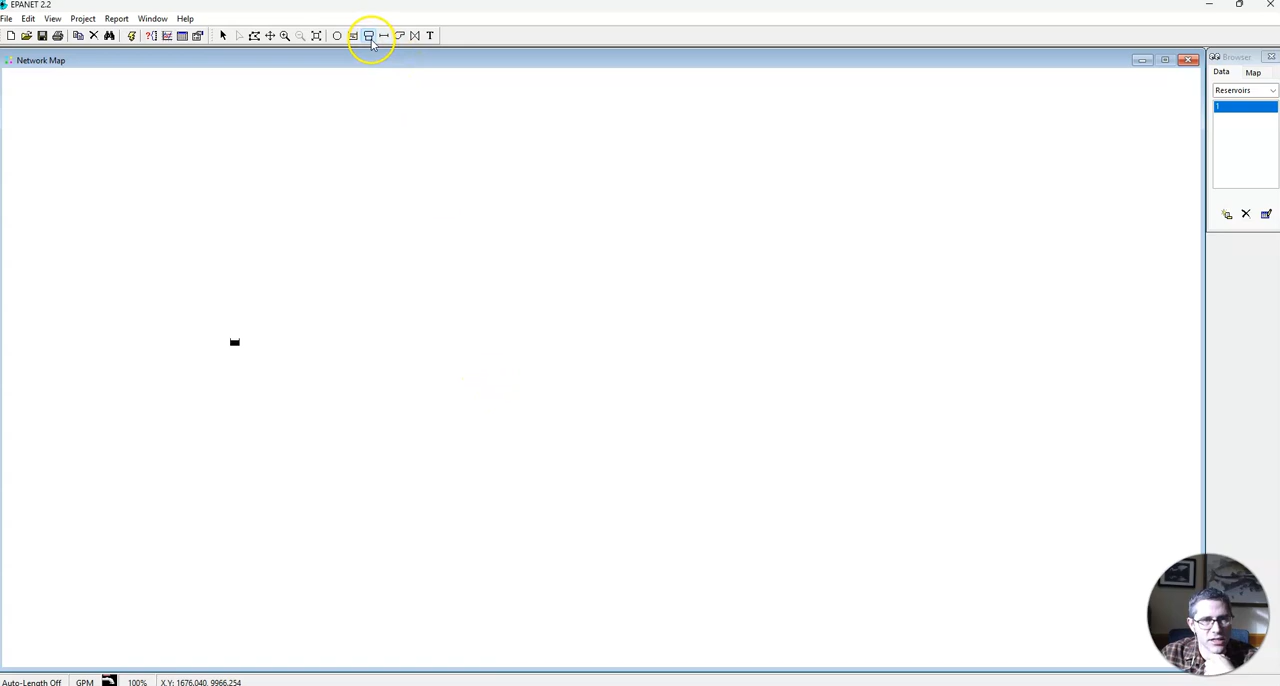 EPANET 2.2
File Edit View Project Report Window Help
Network Map
Browser
Data Map
Reservoirs
1
Auto-Length Off GPM 100% X,Y: 1676.040, 9966.254